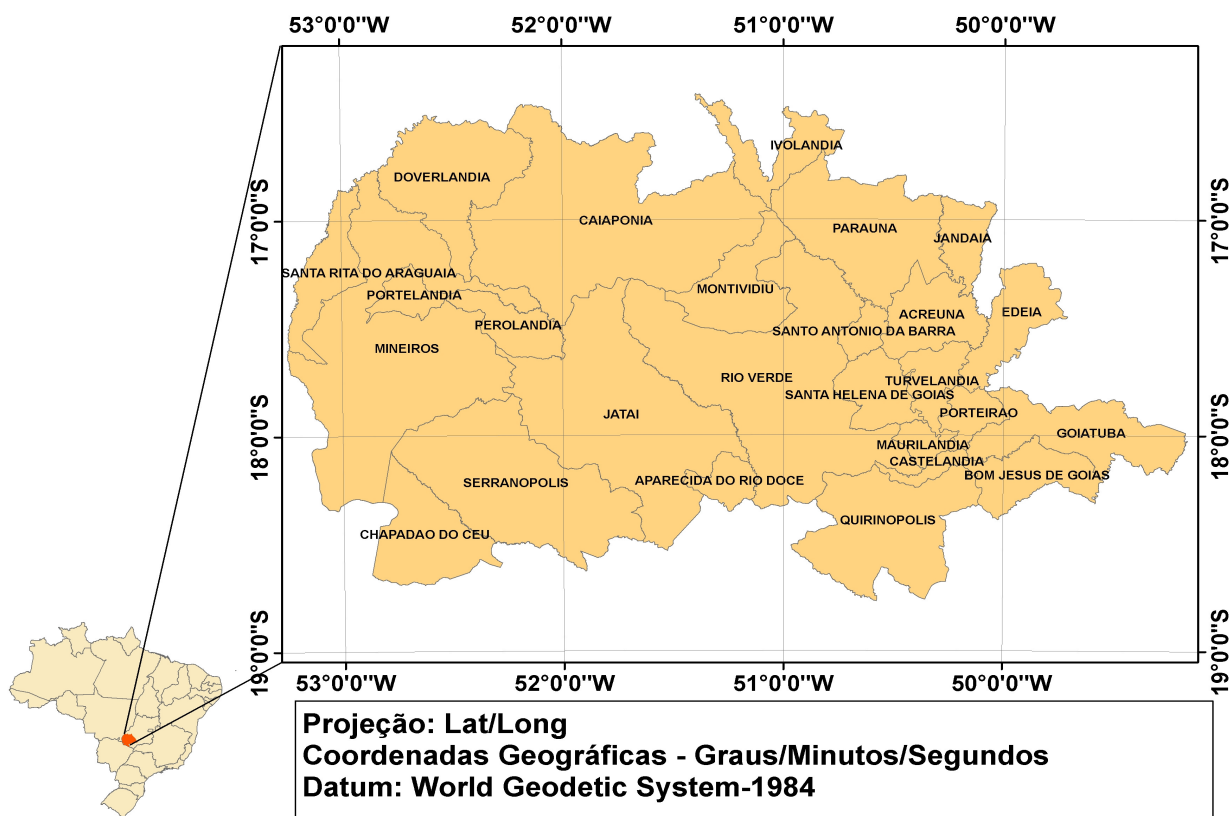 53°0'0"W 52°0'0"W 51°0'0"W 50°0'0"W
IVOLANDIA
DOVERLANDIA
17°0'0"S
CAIAPONIA
PARAUNA
JANDAIA
17°0'0"S
SANTA RITA DO ARAGUAIA
MONTIVIDIU
PORTELANDIA
ACREUNA
EDEIA
PEROLANDIA
SANTO ANTONIO DA BARRA
MINEIROS
RIO VERDE
TURVELANDIA
SANTA HELENA DE GOIAS
JATAI
PORTEIRAO
18°0'0"S
GOIATUBA
18°0'0"S
MAURILANDIA
CASTELANDIA
BOM JESUS DE GOIAS
SERRANOPOLIS
APARECIDA DO RIO DOCE
QUIRINOPOLIS
CHAPADAO DO CEU
19°0'0"S
19°0'0"S
53°0'0"W 52°0'0"W 51°0'0"W 50°0'0"W
Projeção: Lat/Long
Coordenadas Geográficas - Graus/Minutos/Segundos
Datum: World Geodetic System-1984